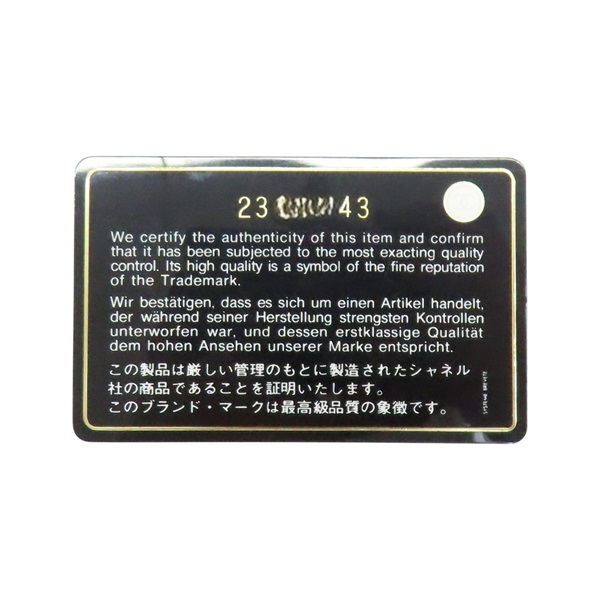 23 43
We certify the authenticity of this item and confirm
that it has been subjected to the most exacting quality
control. Its high quality is a symbol of the fine reputation
of the Trademark.
Wir bestätigen, dass es sich um einen Artikel handelt,
der während seiner Herstellung strengsten Kontrollen
unterworfen war, und dessen erstklassige Qualität
dem hohen Ansehen unserer Marke entspricht.
この製品は厳しい管理のもとに製造されたシャネル
社の商品であることを証明いたします。
このブランド・マークは最高級品質の象徴です。